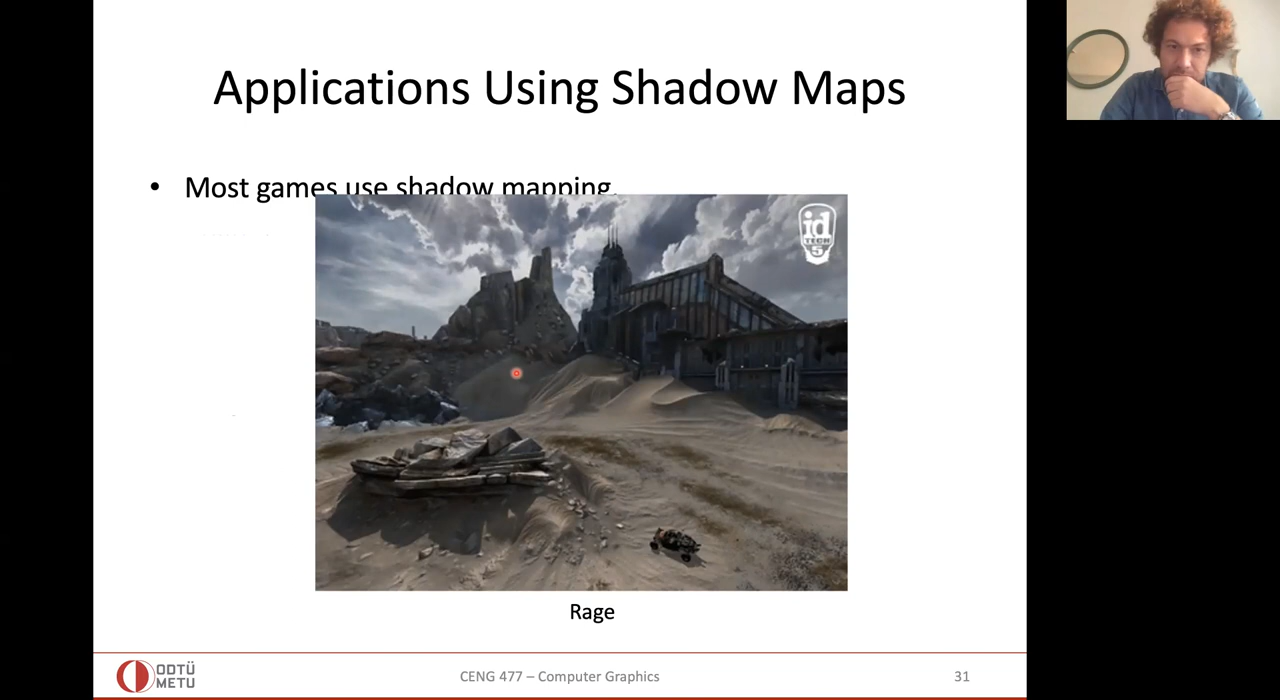 Applications Using Shadow Maps
• Most games use shadow mapping.
id
TECH
5
Rage
ODTÜ
METU
CENG 477 – Computer Graphics
31